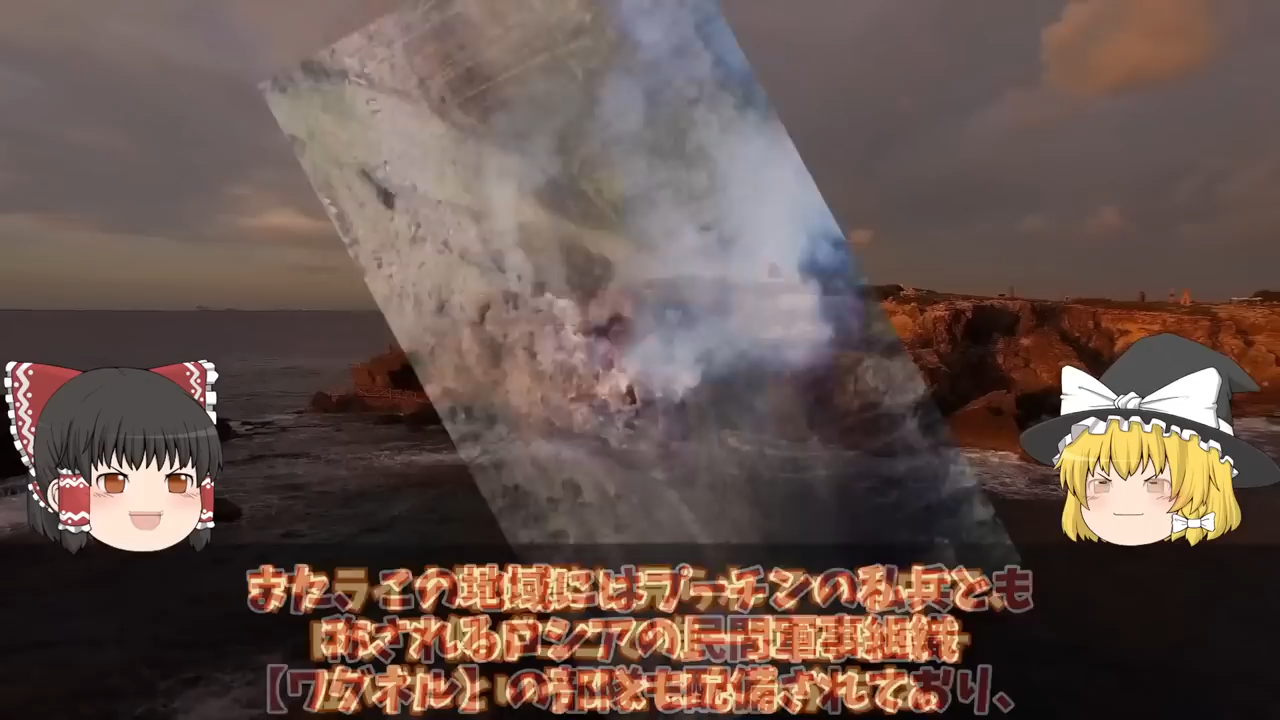 また、この地域にはプーチンの私兵とも
称されるロシアの民間軍事組織
【ワグネル】の部隊も配備されており、